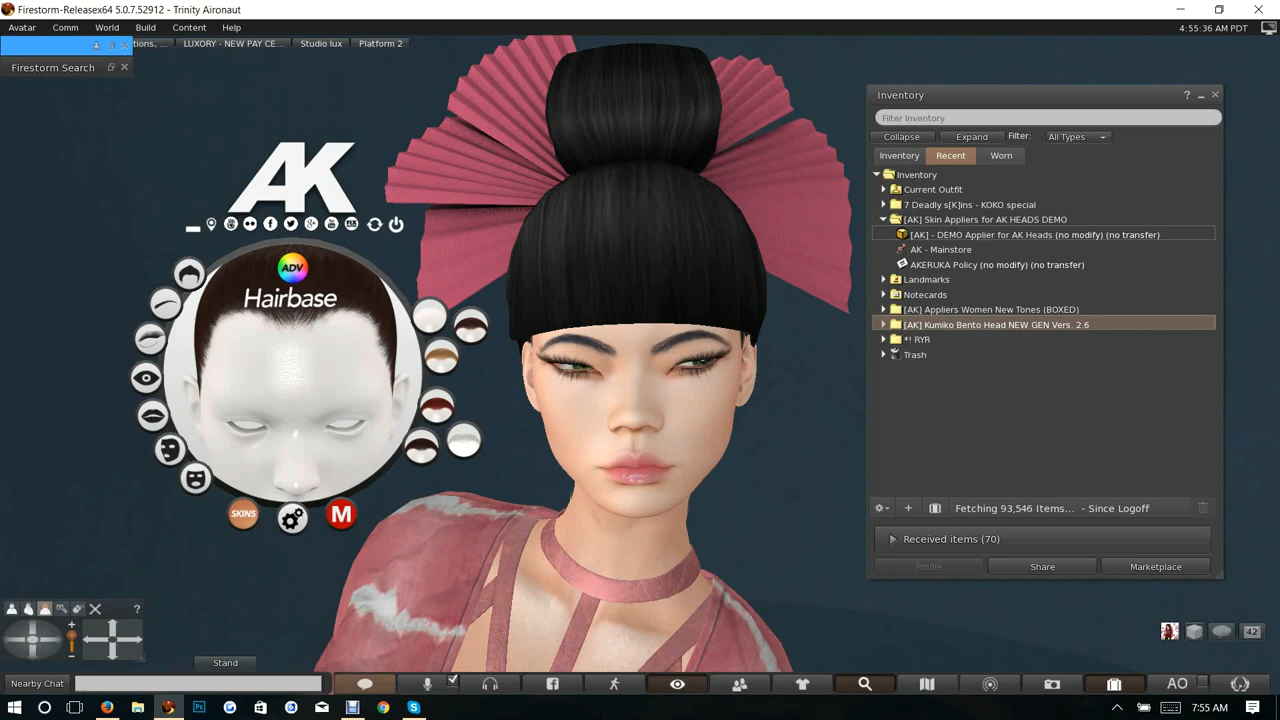 Firestorm-Releasex64 5.0.7.52912 - Trinity Aironaut
Avatar Comm World Build Content Help
4:55:36 AM PDT
tions, ... LUXORY - NEW PAY CE... Studio lux Platform 2
Firestorm Search
AK
ADV
Hairbase
SKINS
M
Inventory
?
Filter Inventory
Collapse Expand Filter: All Types
Inventory Recent Worn
Inventory
Current Outfit
7 Deadly s[K]ins - KOKO special
[AK] Skin Appliers for AK HEADS DEMO
[AK] - DEMO Applier for AK Heads (no modify) (no transfer)
AK - Mainstore
AKERUKA Policy (no modify) (no transfer)
Landmarks
Notecards
[AK] Appliers Women New Tones (BOXED)
[AK] Kumiko Bento Head NEW GEN Vers. 2.6
*! RYR
Trash
Fetching 93,546 Items... - Since Logoff
Received items (70)
Profile Share Marketplace
?
42
Stand
Nearby Chat
AO
7:55 AM